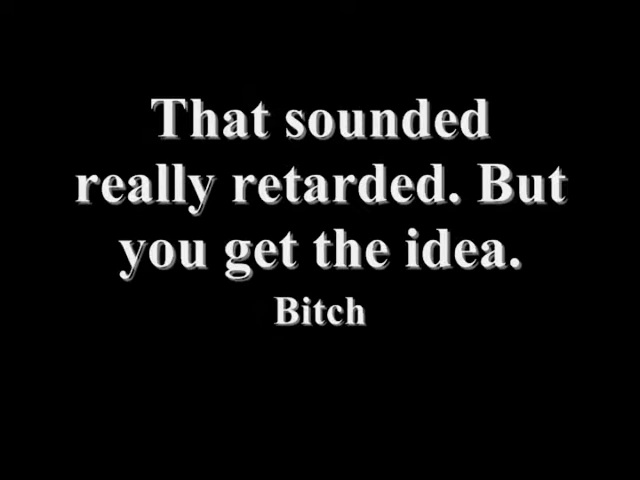 That sounded
really retarded. But
you get the idea.
Bitch